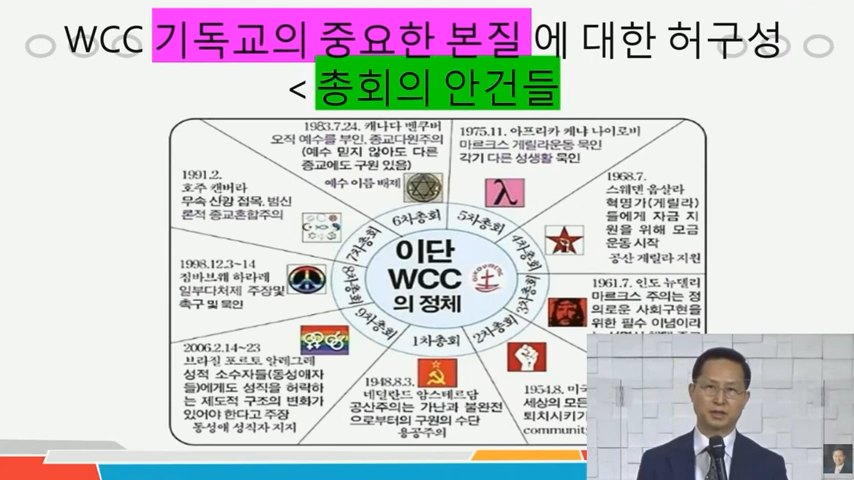 WCC 기독교의 중요한 본질 에 대한 허구성
< 총회의 안건들
1983.7.24. 캐나다 벤쿠버
오직 예수를 부인, 종교다원주의
(예수 믿지 않아도 다른
종교에도 구원 있음)
예수 이름 배제
6차총회
1975.11. 아프리카 케냐 나이로비
마르크스 게릴라운동 묵인
각기 다른 성생활 묵인
λ
5차총회
1968.7.
스웨덴 웁살라
혁명가(게릴라)
들에게 자금 지
원을 위해 모금
운동 시작
공산 게릴라 지원
4차총회
1961.7. 인도 뉴델리
마르크스 주의는 정
의로운 사회구현을
위한 필수 이념이라
3차총회
1954.8. 미국
세상의 모든
퇴치시키기
communit
2차총회
1948.8.3.
네덜란드 암스테르담
공산주의는 가난과 불완전
으로부터의 구원의 수단
용공주의
1차총회
2006.2.14~23
브라질 포르토 알레그레
성적 소수자들(동성애자
들)에게도 성직을 허락하
는 제도적 구조의 변화가
있어야 한다고 주장
동성애 성직자 지지
9차총회
1998.12.3~14
짐바브웨 하라레
일부다처제 주장및
촉구 및 묵인
8차총회
1991.2.
호주 캔버라
무속 신앙 접목, 범신
론적 종교혼합주의
7차총회
이단
WCC
의 정체